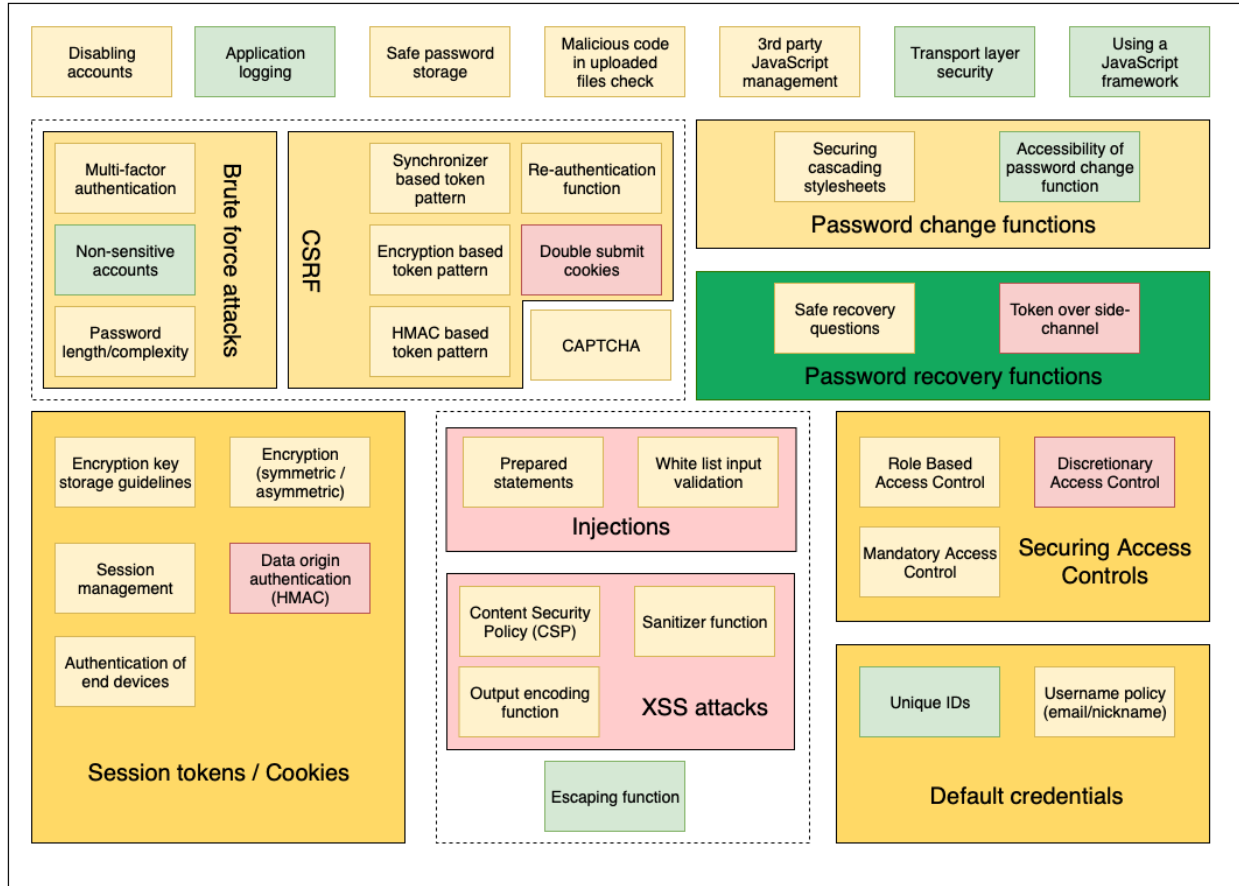 Disabling
accounts
Application
logging
Safe password
storage
Malicious code
in uploaded
files check
3rd party
JavaScript
management
Transport layer
security
Using a
JavaScript
framework
Multi-factor
authentication
Non-sensitive
accounts
Password
length/complexity
Brute force attacks
CSRF
Synchronizer
based token
pattern
Re-authentication
function
Encryption based
token pattern
Double submit
cookies
HMAC based
token pattern
CAPTCHA
Securing
cascading
stylesheets
Accessibility of
password change
function
Password change functions
Safe recovery
questions
Token over side-
channel
Password recovery functions
Encryption key
storage guidelines
Encryption
(symmetric /
asymmetric)
Session
management
Data origin
authentication
(HMAC)
Authentication of
end devices
Session tokens / Cookies
Prepared
statements
White list input
validation
Injections
Content Security
Policy (CSP)
Sanitizer function
Output encoding
function
XSS attacks
Escaping function
Role Based
Access Control
Discretionary
Access Control
Mandatory Access
Control
Securing Access
Controls
Unique IDs
Username policy
(email/nickname)
Default credentials